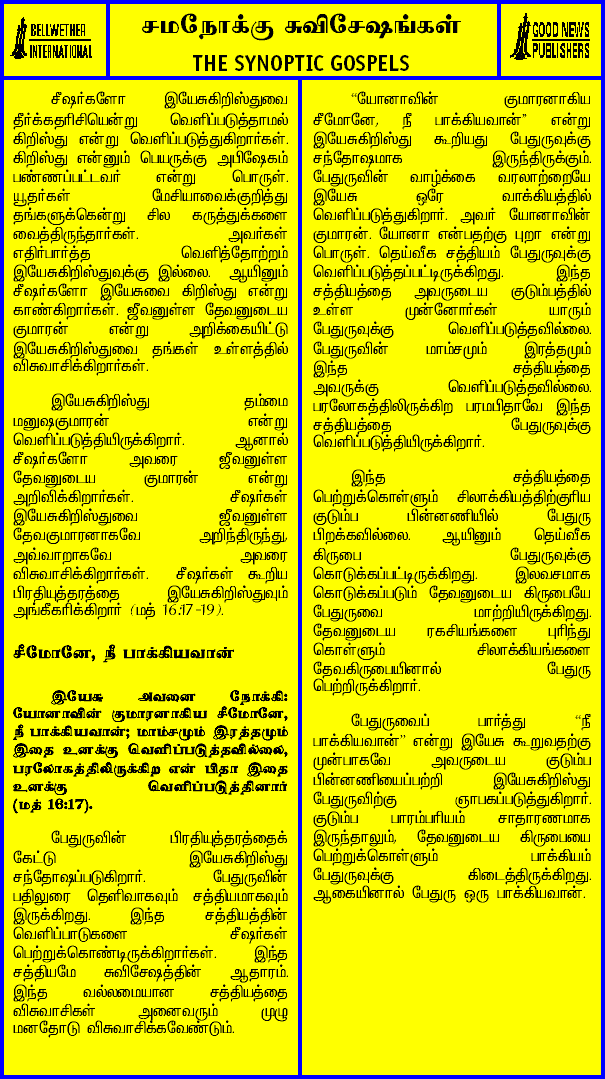 BELLWETHER
INTERNATIONAL
சமநோக்கு சுவிசேஷங்கள்
THE SYNOPTIC GOSPELS
GOOD NEWS
PUBLISHERS
சீஷர்களோ இயேசுகிறிஸ்துவை
தீர்க்கதரிசியென்று வெளிப்படுத்தாமல்
கிறிஸ்து என்று வெளிப்படுத்துகிறார்கள்.
கிறிஸ்து என்னும் பெயருக்கு அபிஷேகம்
பண்ணப்பட்டவர் என்று பொருள்.
யூதர்கள் மேசியாவைக்குறித்து
தங்களுக்கென்று சில கருத்துக்களை
வைத்திருந்தார்கள். அவர்கள்
எதிர்பார்த்த வெளித்தோற்றம்
இயேசுகிறிஸ்துவுக்கு இல்லை. ஆயினும்
சீஷர்களோ இயேசுவை கிறிஸ்து என்று
காண்கிறார்கள். ஜீவனுள்ள தேவனுடைய
குமாரன் என்று அறிக்கையிட்டு
இயேசுகிறிஸ்துவை தங்கள் உள்ளத்தில்
விசுவாசிக்கிறார்கள்.
இயேசுகிறிஸ்து தம்மை
மனுஷகுமாரன் என்று
வெளிப்படுத்தியிருக்கிறார். ஆனால்
சீஷர்களோ அவரை ஜீவனுள்ள
தேவனுடைய குமாரன் என்று
அறிவிக்கிறார்கள். சீஷர்கள்
இயேசுகிறிஸ்துவை ஜீவனுள்ள
தேவகுமாரனாகவே அறிந்திருந்து,
அவ்வாறாகவே அவரை
விசுவாசிக்கிறார்கள். சீஷர்கள் கூறிய
பிரதியுத்தரத்தை இயேசுகிறிஸ்துவும்
அங்கீகரிக்கிறார் (மத் 16:17-19).
சீமோனே, நீ பாக்கியவான்
இயேசு அவனை நோக்கி:
யோனாவின் குமாரனாகிய சீமோனே,
நீ பாக்கியவான்; மாம்சமும் இரத்தமும்
இதை உனக்கு வெளிப்படுத்தவில்லை,
பரலோகத்திலிருக்கிற என் பிதா இதை
உனக்கு வெளிப்படுத்தினார்
(மத் 16:17).
பேதுருவின் பிரதியுத்தரத்தைக்
கேட்டு இயேசுகிறிஸ்து
சந்தோஷப்படுகிறார். பேதுருவின்
பதிலுரை தெளிவாகவும் சத்தியமாகவும்
இருக்கிறது. இந்த சத்தியத்தின்
வெளிப்பாடுகளை சீஷர்கள்
பெற்றுக்கொண்டிருக்கிறார்கள். இந்த
சத்தியமே சுவிசேஷத்தின் ஆதாரம்.
இந்த வல்லமையான சத்தியத்தை
விசுவாசிகள் அனைவரும் முழு
மனதோடு விசுவாசிக்கவேண்டும்.
“யோனாவின் குமாரனாகிய
சீமோனே, நீ பாக்கியவான்” என்று
இயேசுகிறிஸ்து கூறியது பேதுருவுக்கு
சந்தோஷமாக இருந்திருக்கும்.
பேதுருவின் வாழ்க்கை வரலாற்றையே
இயேசு ஒரே வாக்கியத்தில்
வெளிப்படுத்துகிறார். அவர் யோனாவின்
குமாரன். யோனா என்பதற்கு புறா என்று
பொருள். தெய்வீக சத்தியம் பேதுருவுக்கு
வெளிப்படுத்தப்பட்டிருக்கிறது. இந்த
சத்தியத்தை அவருடைய குடும்பத்தில்
உள்ள முன்னோர்கள் யாரும்
பேதுருவுக்கு வெளிப்படுத்தவில்லை.
பேதுருவின் மாம்சமும் இரத்தமும்
இந்த சத்தியத்தை
அவருக்கு வெளிப்படுத்தவில்லை.
பரலோகத்திலிருக்கிற பரமபிதாவே இந்த
சத்தியத்தை பேதுருவுக்கு
வெளிப்படுத்தியிருக்கிறார்.
இந்த சத்தியத்தை
பெற்றுக்கொள்ளும் சிலாக்கியத்திற்குரிய
குடும்ப பின்னணியில் பேதுரு
பிறக்கவில்லை. ஆயினும் தெய்வீக
கிருபை பேதுருவுக்கு
கொடுக்கப்பட்டிருக்கிறது. இலவசமாக
கொடுக்கப்படும் தேவனுடைய கிருபையே
பேதுருவை மாற்றியிருக்கிறது.
தேவனுடைய ரகசியங்களை புரிந்து
கொள்ளும் சிலாக்கியங்களை
தேவகிருபையினால் பேதுரு
பெற்றிருக்கிறார்.
பேதுருவைப் பார்த்து “நீ
பாக்கியவான்” என்று இயேசு கூறுவதற்கு
முன்பாகவே அவருடைய குடும்ப
பின்னணியைப்பற்றி இயேசுகிறிஸ்து
பேதுருவிற்கு ஞாபகப்படுத்துகிறார்.
குடும்ப பாரம்பரியம் சாதாரணமாக
இருந்தாலும், தேவனுடைய கிருபையை
பெற்றுக்கொள்ளும் பாக்கியம்
பேதுருவுக்கு கிடைத்திருக்கிறது.
ஆகையினால் பேதுரு ஒரு பாக்கியவான்.